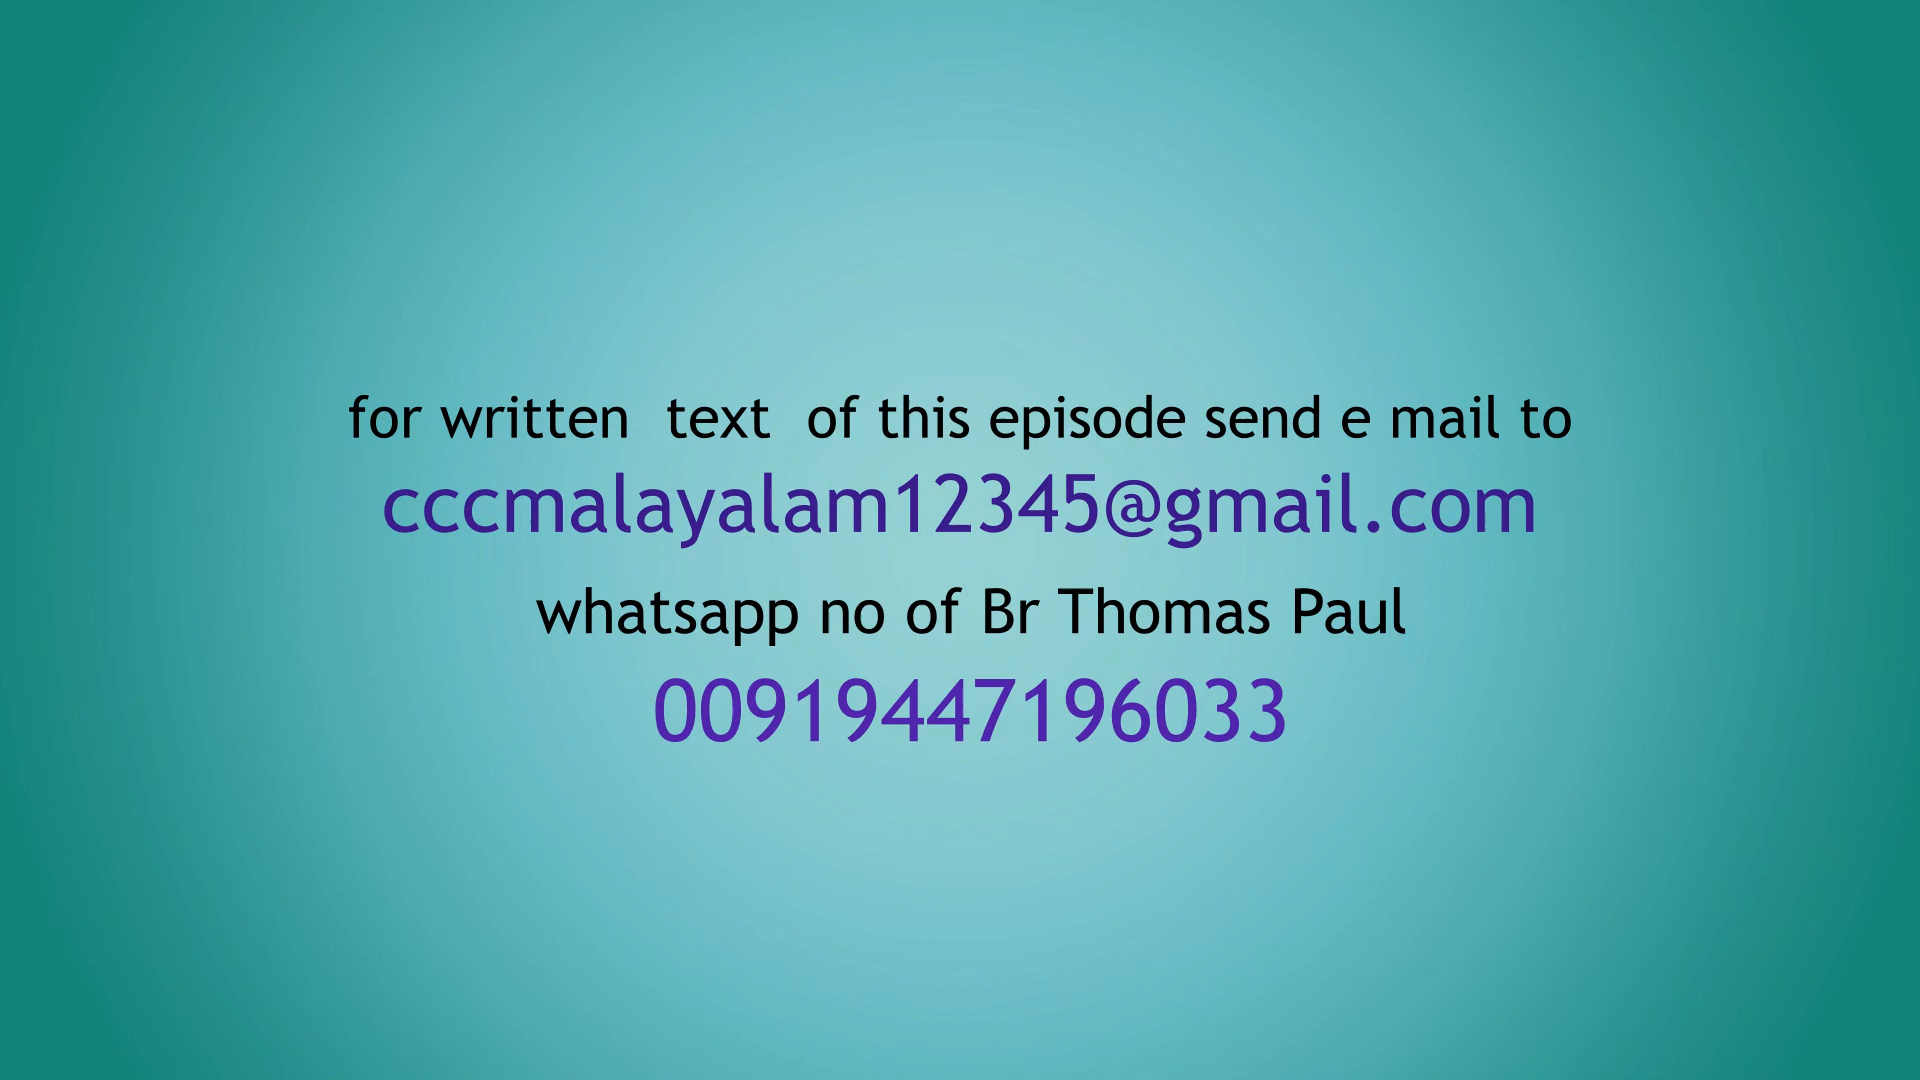 for written text of this episode send e mail to
cccmalayalam12345@gmail.com
whatsapp no of Br Thomas Paul
00919447196033